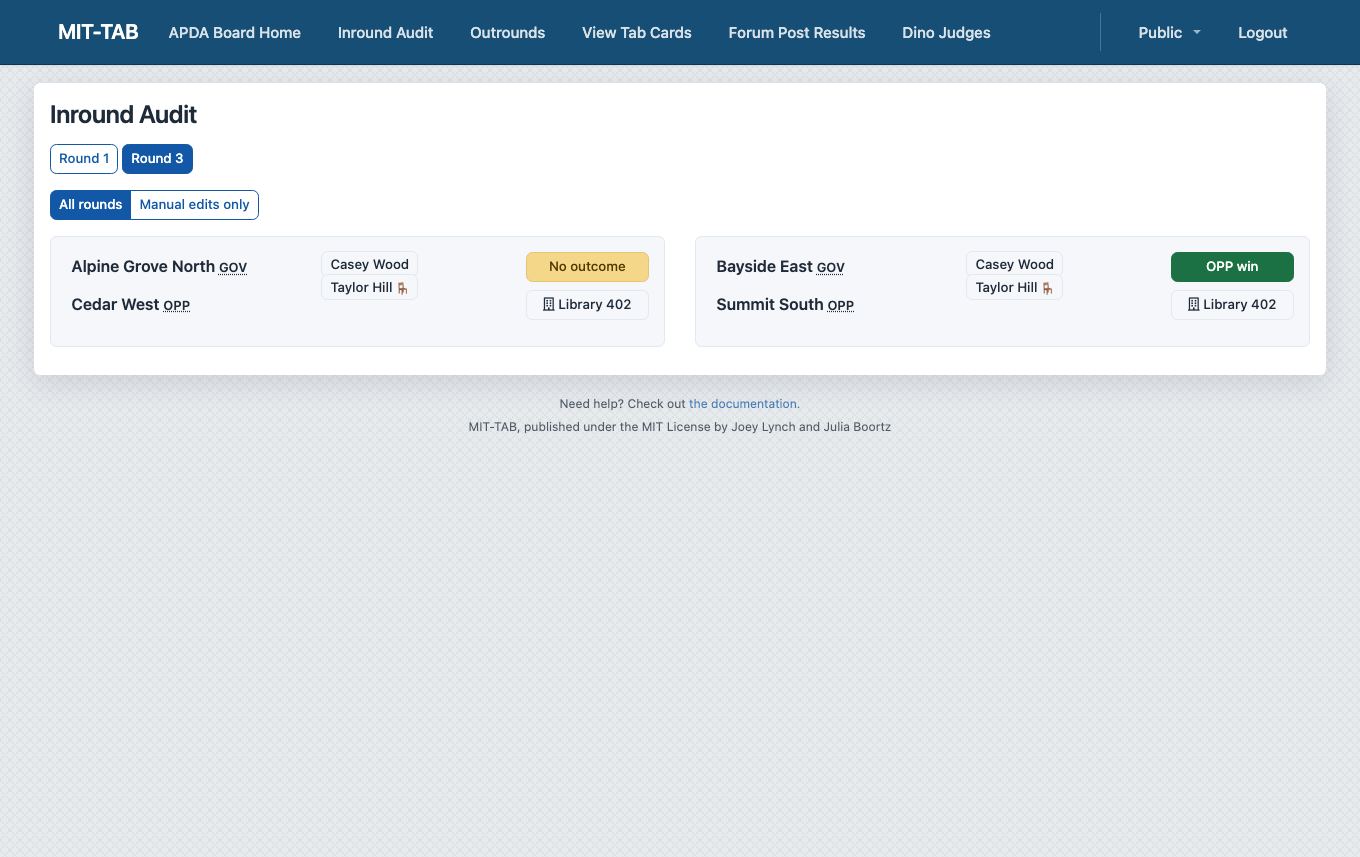 MIT-TAB APDA Board Home Inround Audit Outrounds View Tab Cards Forum Post Results Dino Judges Public Logout
Inround Audit
Round 1 Round 3
All rounds Manual edits only
Alpine Grove North GOV
Cedar West OPP
Casey Wood
Taylor Hill 🪑
No outcome
Library 402
Bayside East GOV
Summit South OPP
Casey Wood
Taylor Hill 🪑
OPP win
Library 402
Need help? Check out the documentation.
MIT-TAB, published under the MIT License by Joey Lynch and Julia Boortz